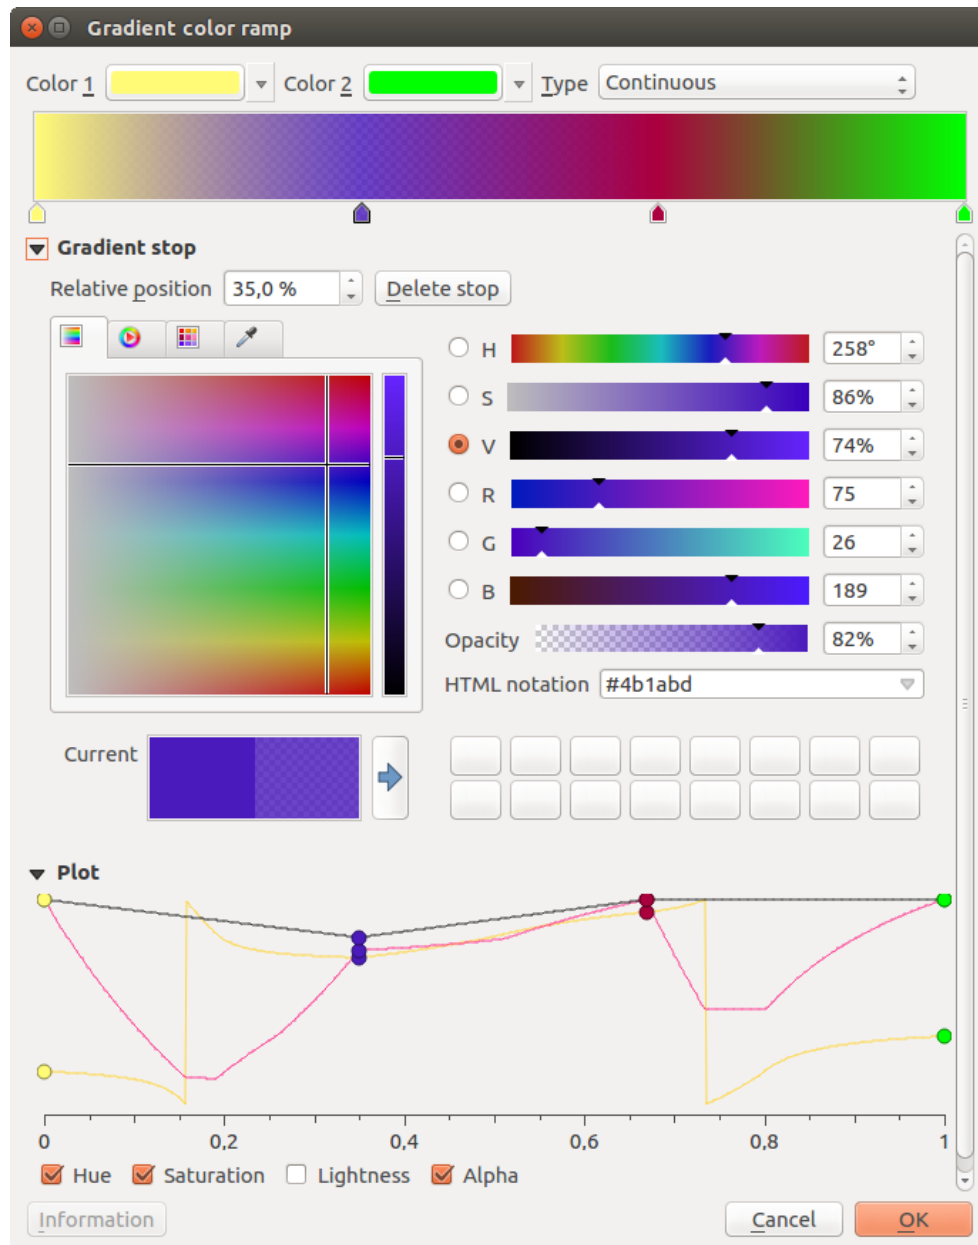 Gradient color ramp
Color 1 Color 2 Type Continuous
Gradient stop
Relative position 35,0 % Delete stop
H 258°
S 86%
V 74%
R 75
G 26
B 189
Opacity 82%
HTML notation #4b1abd
Current
Plot
0 0,2 0,4 0,6 0,8 1
Hue Saturation Lightness Alpha
Information Cancel OK